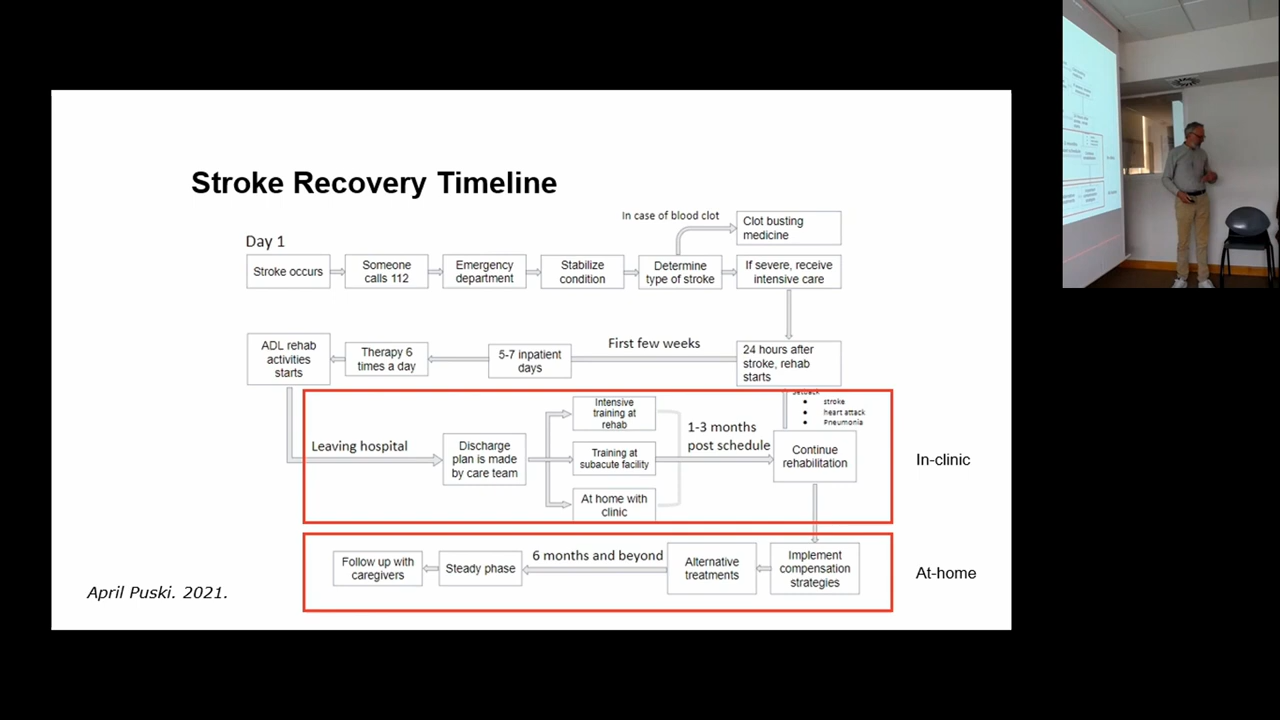 Stroke Recovery Timeline
In case of blood clot
Clot busting
medicine
Day 1
Stroke occurs
Someone
calls 112
Emergency
department
Stabilize
condition
Determine
type of stroke
If severe, receive
intensive care
ADL rehab
activities
starts
Therapy 6
times a day
5-7 inpatient
days
First few weeks
24 hours after
stroke, rehab
starts
stroke
heart attack
Pneumonia
Leaving hospital
Discharge
plan is made
by care team
Intensive
training at
rehab
Training at
subacute facility
At home with
clinic
1-3 months
post schedule
Continue
rehabilitation
In-clinic
Follow up with
caregivers
Steady phase
6 months and beyond
Alternative
treatments
Implement
compensation
strategies
At-home
April Puski. 2021.